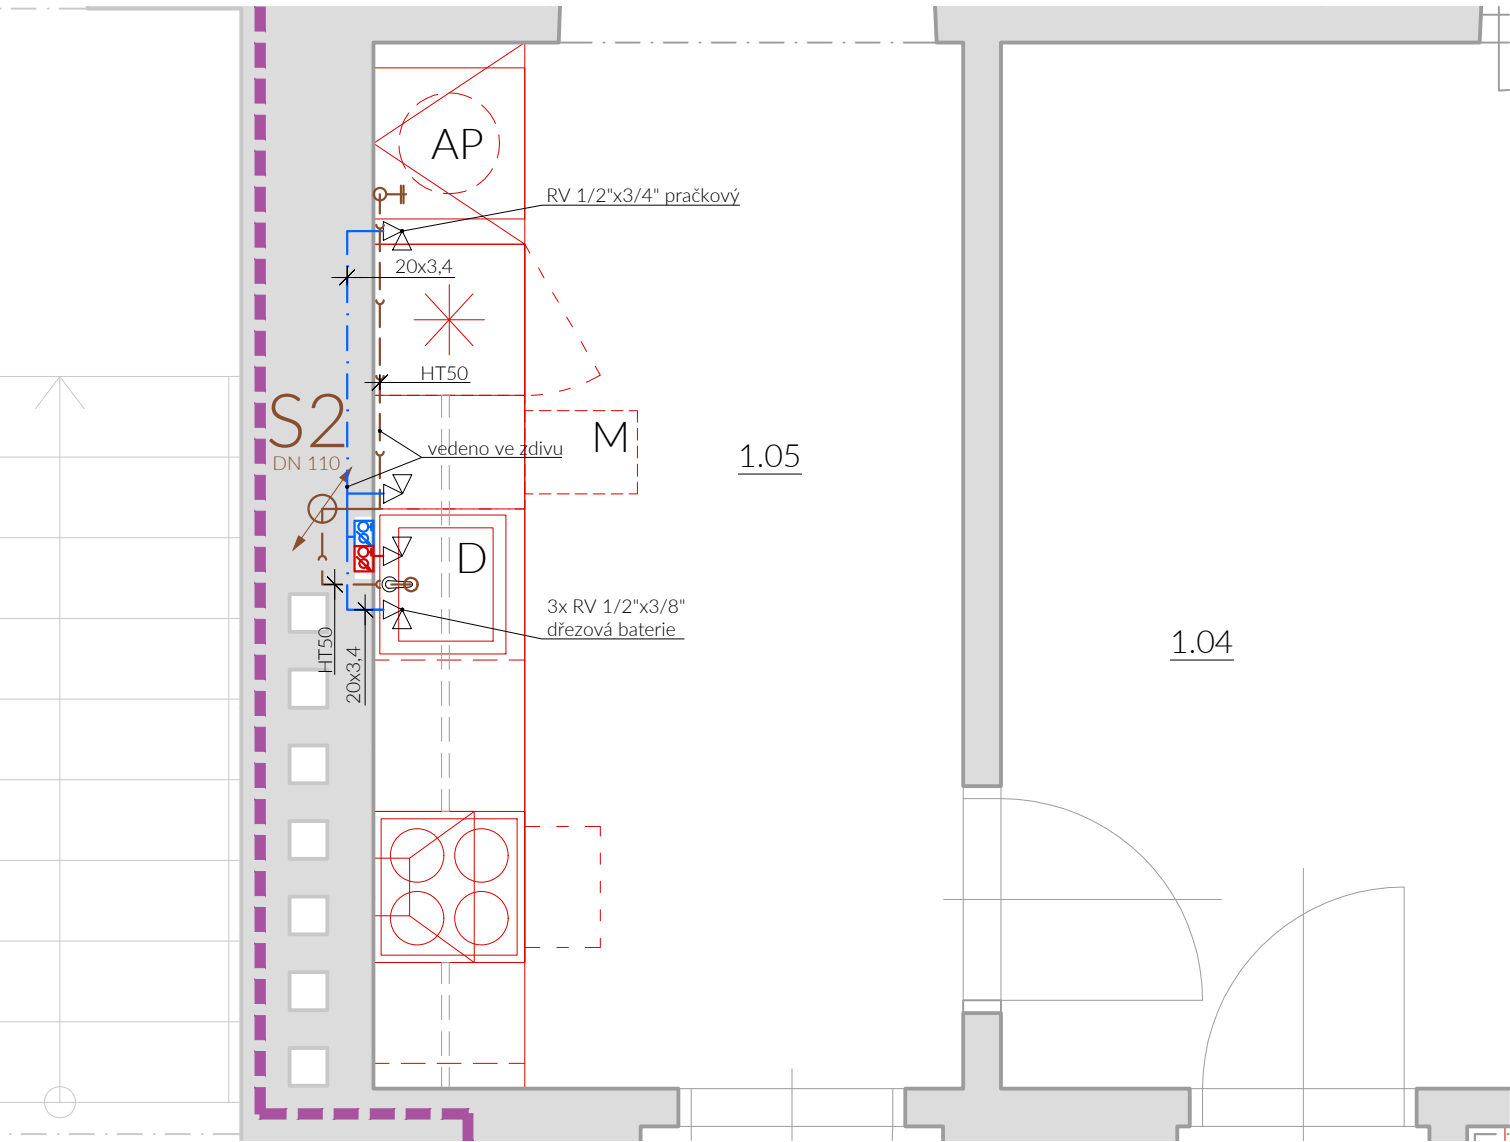 AP
RV 1/2"x3/4" pračkový
20x3,4
HT50
S2
DN 110
vedeno ve zdivu
M
1.05
D
3x RV 1/2"x3/8"
dřezová baterie
HT50
20x3,4
1.04